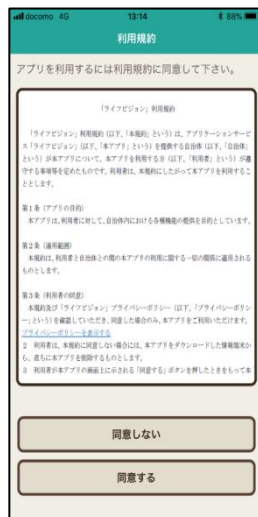 docomo 4G 13:14 88%
利用規約
アプリを利用するには利用規約に同意して下さい。
「ライフビジョン」利用規約
「ライフビジョン」利用規約（以下、「本規約」という）は、アプリケーションサービ
ス「ライフビジョン」（以下、「本アプリ」という）を提供する自治体（以下、「自治体」
という）が本アプリについて、本アプリを利用する方（以下、「利用者」という）が遵
守する事項等を定めたものです。利用者は、本規約にしたがって本アプリを利用するこ
ととします。
第1条（アプリの目的）
本アプリは、利用者に対して、自治体内における各種機能の提供を目的としています。
第2条（適用範囲）
本規約は、利用者と自治体との間の本アプリの利用に関する一切の関係に適用される
ものとします。
第3条（利用者の同意）
本規約及び「ライフビジョン」プライバシーポリシー（以下、「プライバシーポリシ
ー」という）を確認していただき、同意した場合のみ、本アプリをご利用いただけます。
プライバシーポリシーを表示する
2 利用者は、本規約に同意しない場合には、本アプリをダウンロードした情報端末か
ら、直ちに本アプリを削除するものとします。
3 利用者が本アプリの画面上に示される「同意する」ボタンを押したときをもって本
同意しない
同意する